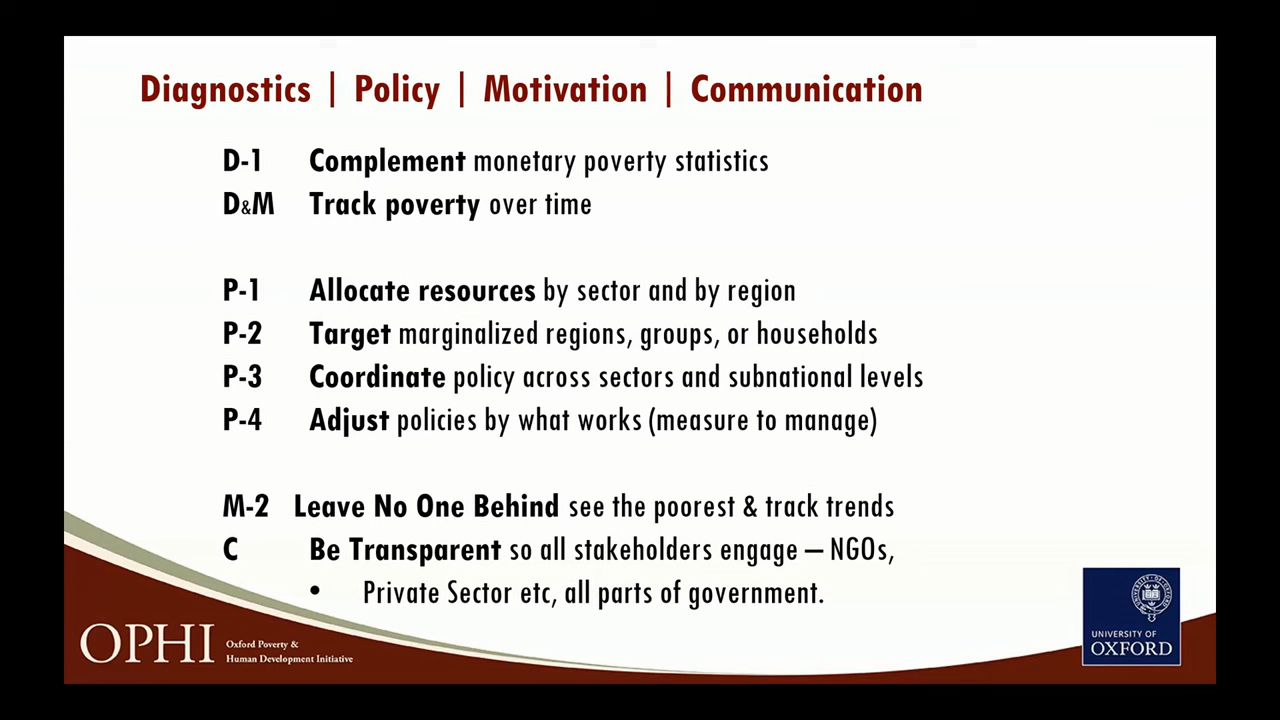 Diagnostics | Policy | Motivation | Communication
D-1 Complement monetary poverty statistics
D&M Track poverty over time
P-1 Allocate resources by sector and by region
P-2 Target marginalized regions, groups, or households
P-3 Coordinate policy across sectors and subnational levels
P-4 Adjust policies by what works (measure to manage)
M-2 Leave No One Behind see the poorest & track trends
C Be Transparent so all stakeholders engage – NGOs,
• Private Sector etc, all parts of government.
OPHI
Oxford Poverty &
Human Development Initiative
UNIVERSITY OF
OXFORD